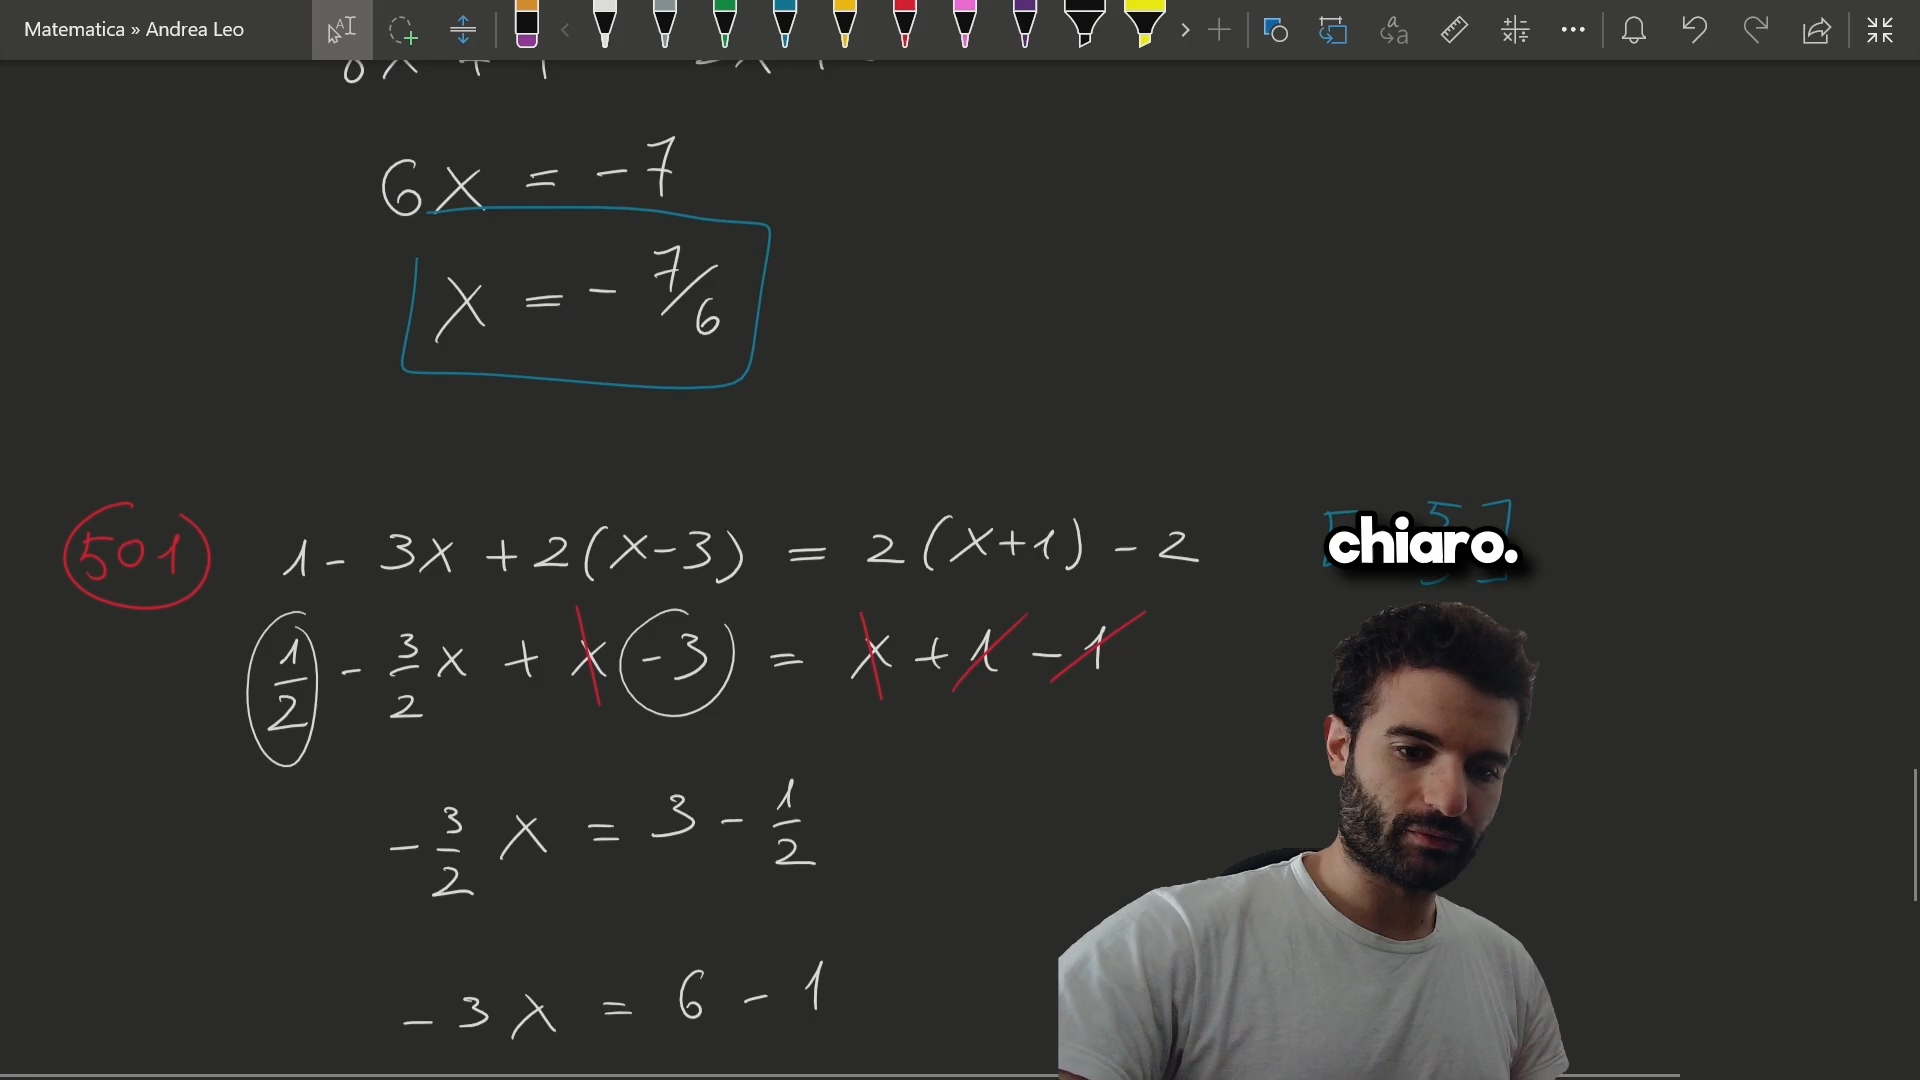 Matematica » Andrea Leo
6x = -7
x = - 7/6
501 1 - 3x + 2(x-3) = 2(x+1) - 2
1/2 - 3/2 x + x -3 = x + 1 - 1
chiaro.
- 3/2 x = 3 - 1/2
- 3x = 6 - 1